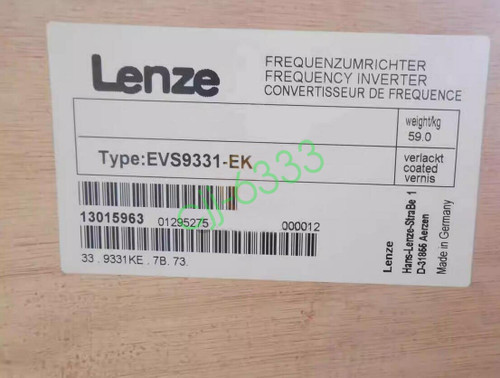 Lenze
FREQUENZUMRICHTER
FREQUENCY INVERTER
CONVERTISSEUR DE FREQUENCE
weight/kg
59.0
Type:EVS9331-EK
verlackt
coated
vernis
13015963 01295275 000012
33 . 9331KE . 7B. 73.
Lenze
Hans-Lenze-Straße 1
D-31866 Aerzen
Made in Germany